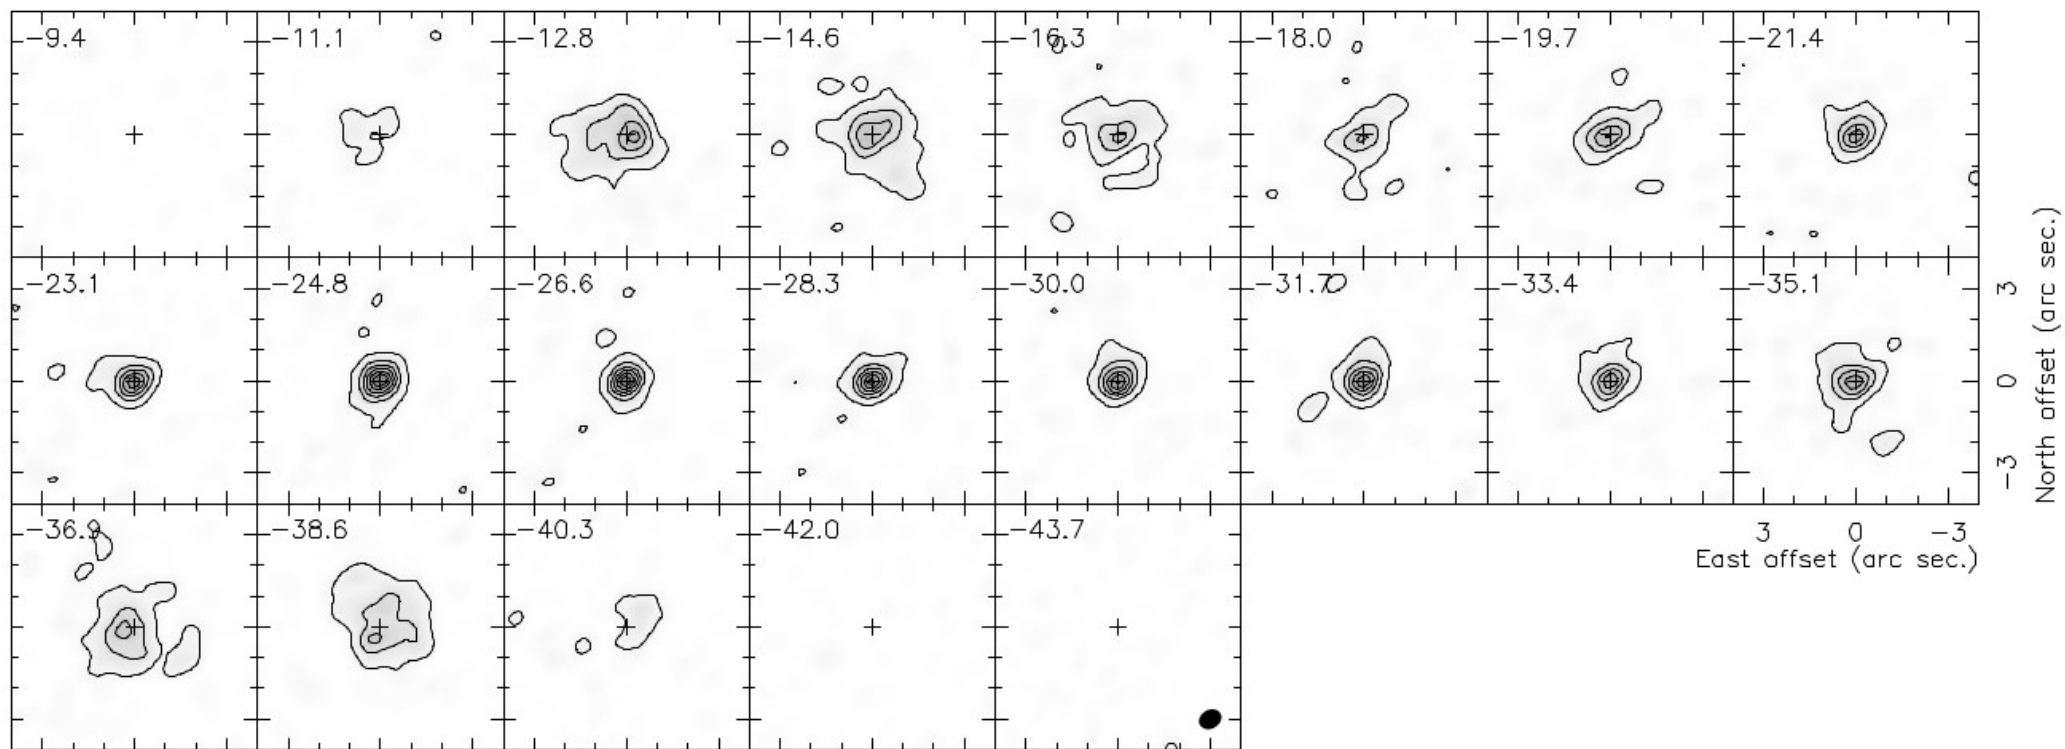 -9.4 -11.1 -12.8 -14.6 -16.3 -18.0 -19.7 -21.4
-23.1 -24.8 -26.6 -28.3 -30.0 -31.7 -33.4 -35.1
3
0
-3
North offset (arc sec.)
-36.9 -38.6 -40.3 -42.0 -43.7
3 0 -3
East offset (arc sec.)